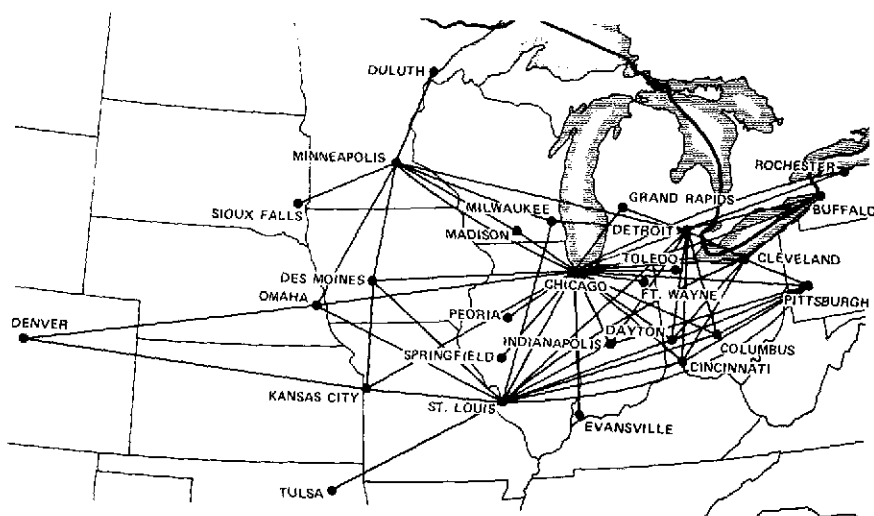 DULUTH
MINNEAPOLIS
ROCHESTER
SIOUX FALLS
MILWAUKEE
GRAND RAPIDS
BUFFALO
MADISON
DETROIT
TOLEDO
CLEVELAND
DES MOINES
CHICAGO
FT. WAYNE
OMAHA
PITTSBURGH
PEORIA
DENVER
DAYTON
INDIANAPOLIS
COLUMBUS
SPRINGFIELD
CINCINNATI
KANSAS CITY
ST. LOUIS
EVANSVILLE
TULSA